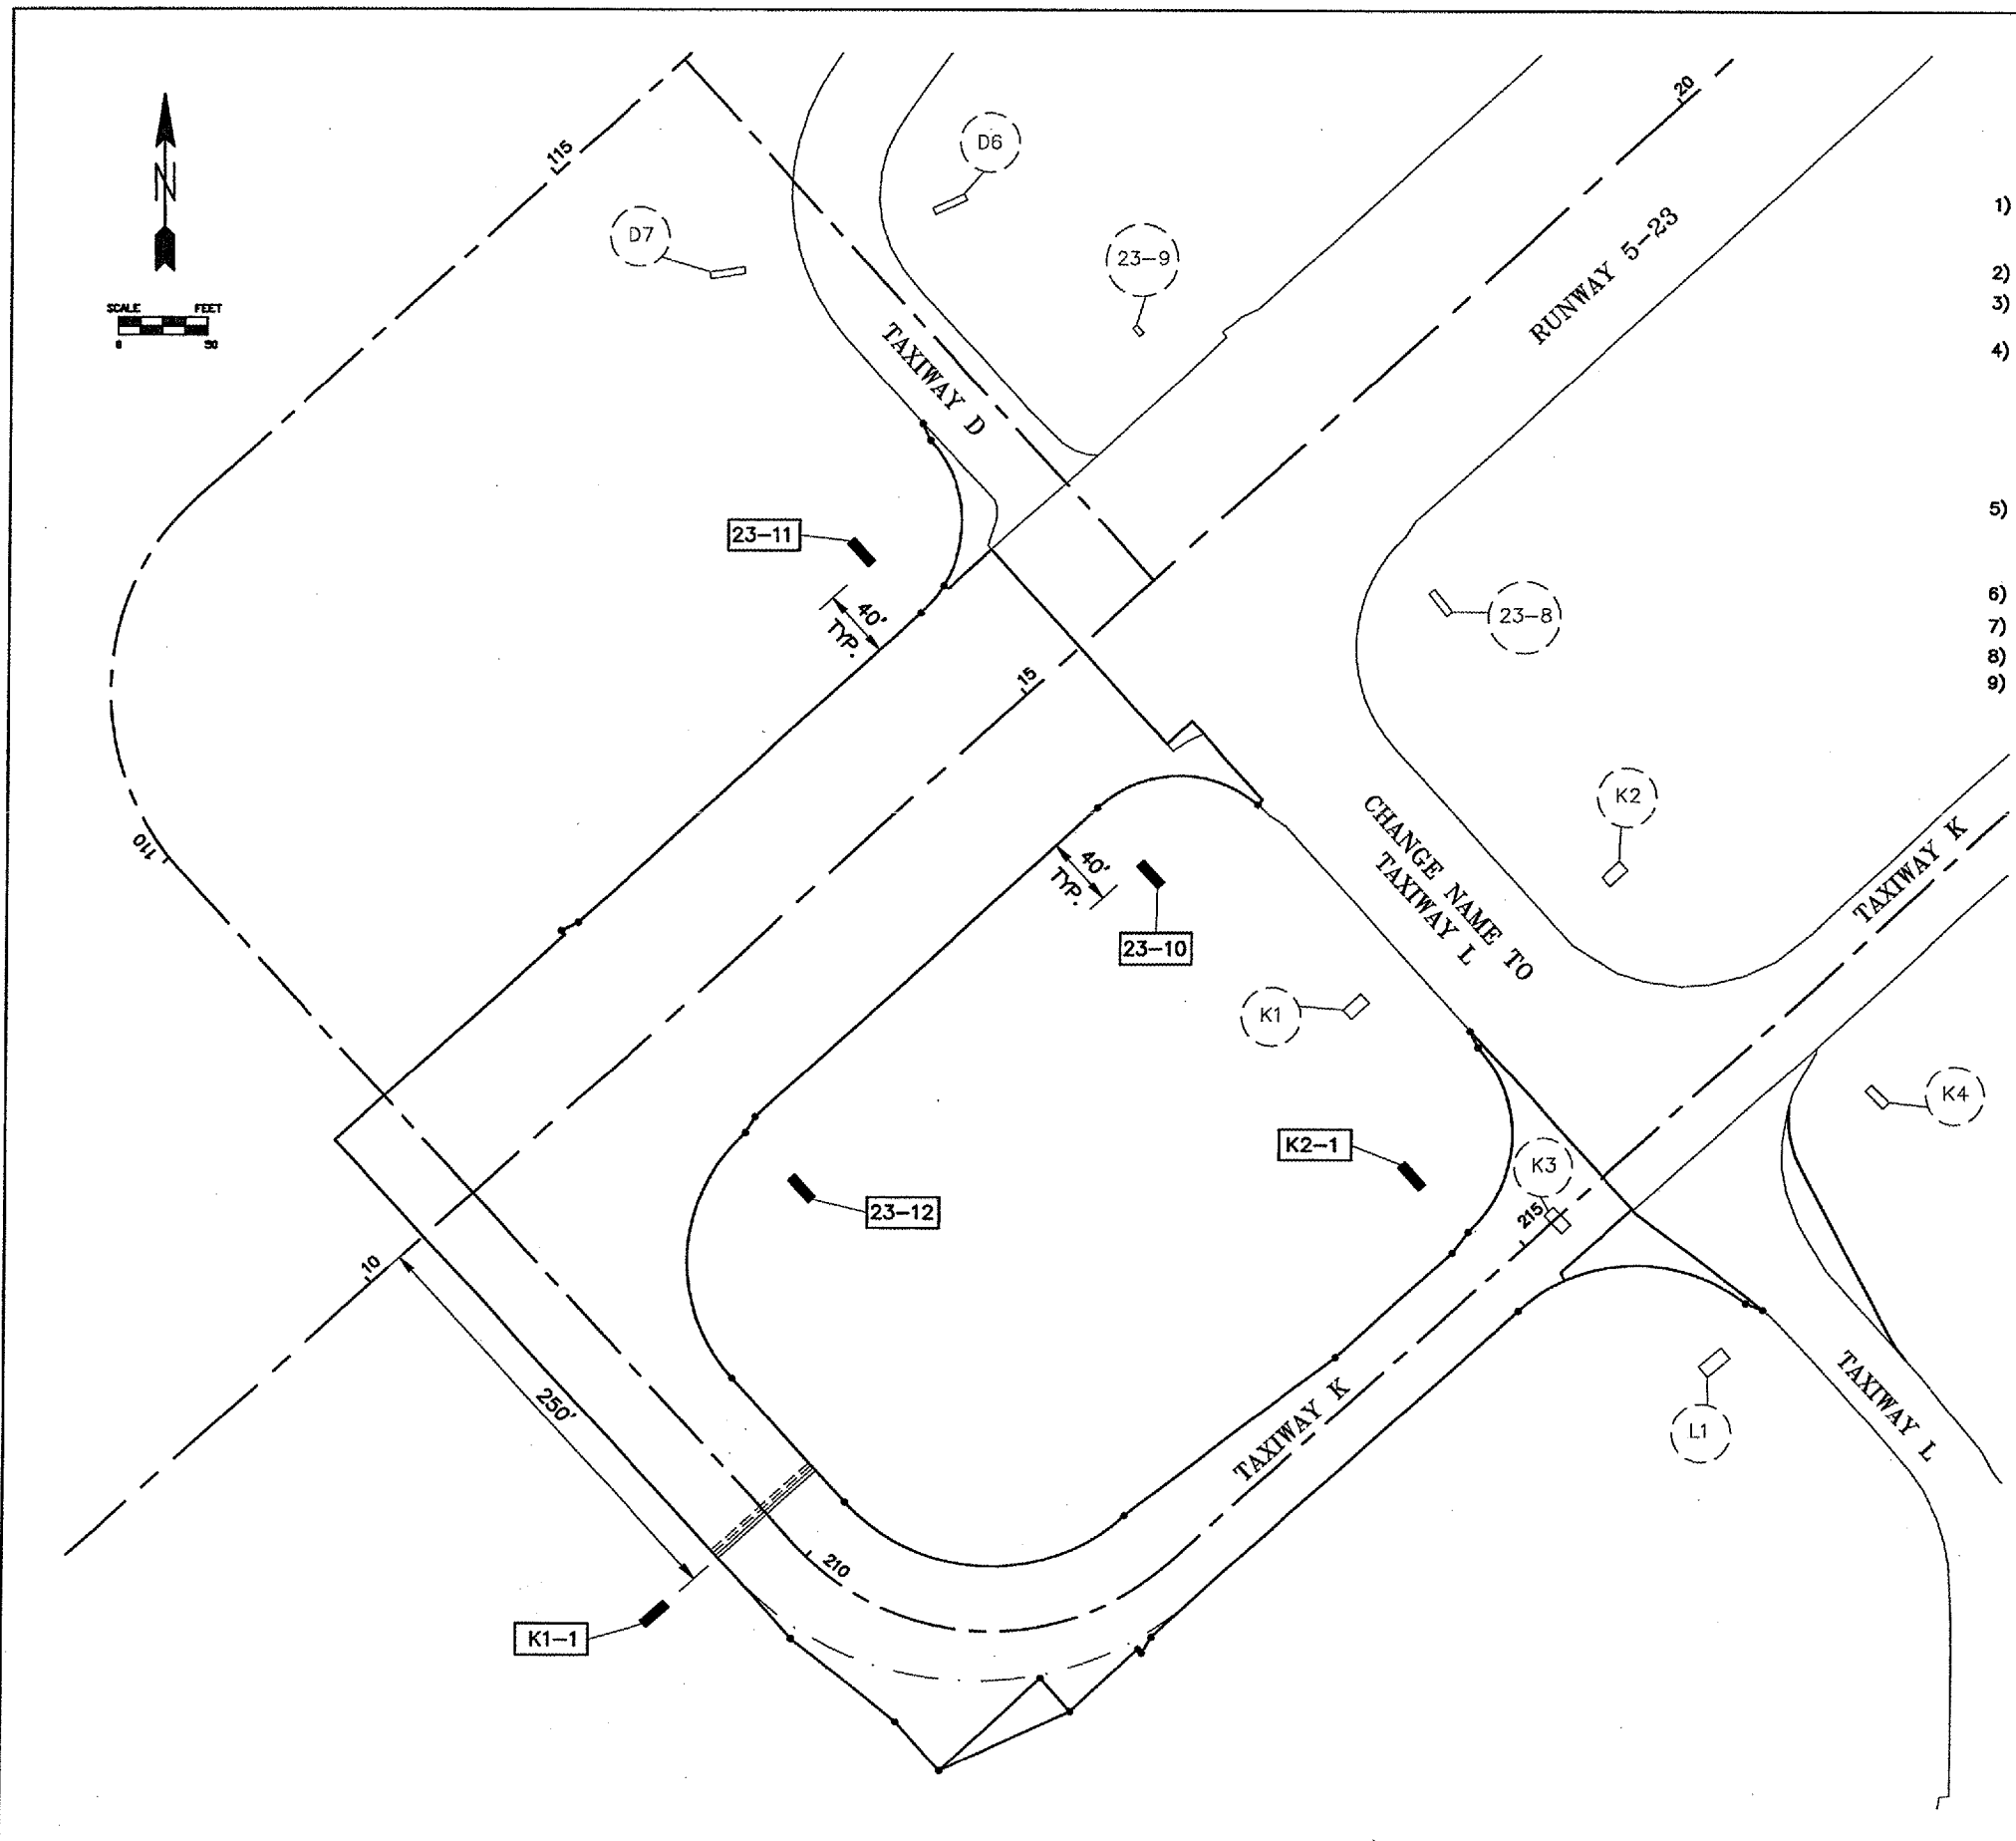 20
115
D6
N
1)
D7
RUNWAY 5-23
23-9
2)
SCALE FEET
3)
0 50
TAXIWAY D
4)
5)
23-11
6)
40'
TYP.
23-8
7)
8)
15
9)
K2
CHANGE NAME TO
TAXIWAY L
TAXIWAY K
110
40'
TYP.
23-10
K1
K4
K2-1
K3
23-12
215
10
TAXIWAY K
250'
TAXIWAY L
L1
210
K1-1